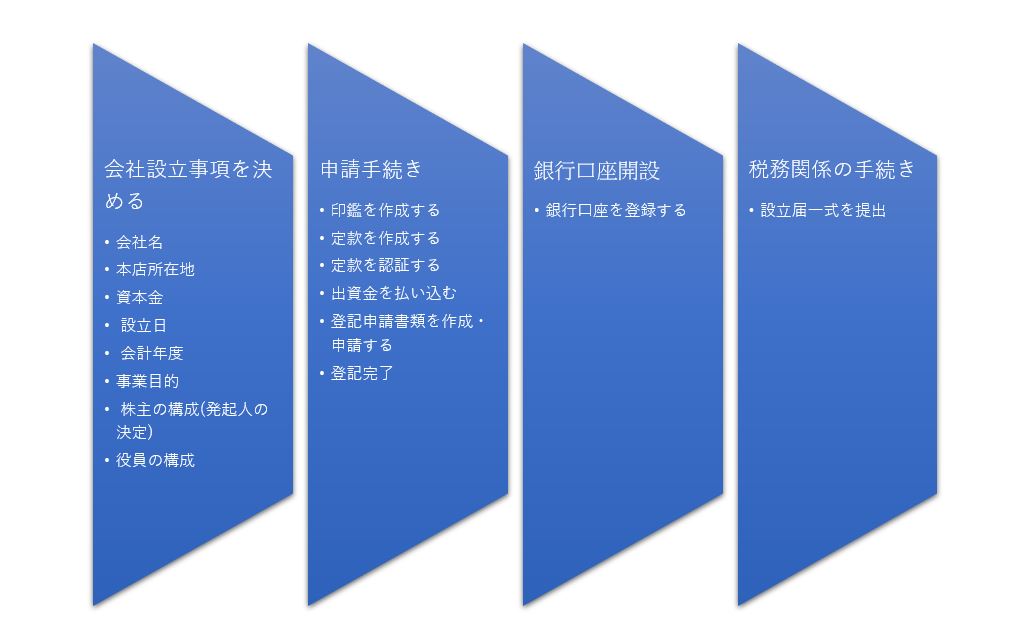 会社設立事項を決
める
• 会社名
• 本店所在地
• 資本金
• 設立日
• 会計年度
• 事業目的
• 株主の構成(発起人の
決定)
• 役員の構成
申請手続き
• 印鑑を作成する
• 定款を作成する
• 定款を認証する
• 出資金を払い込む
• 登記申請書類を作成・
申請する
• 登記完了
銀行口座開設
• 銀行口座を登録する
税務関係の手続き
• 設立届一式を提出